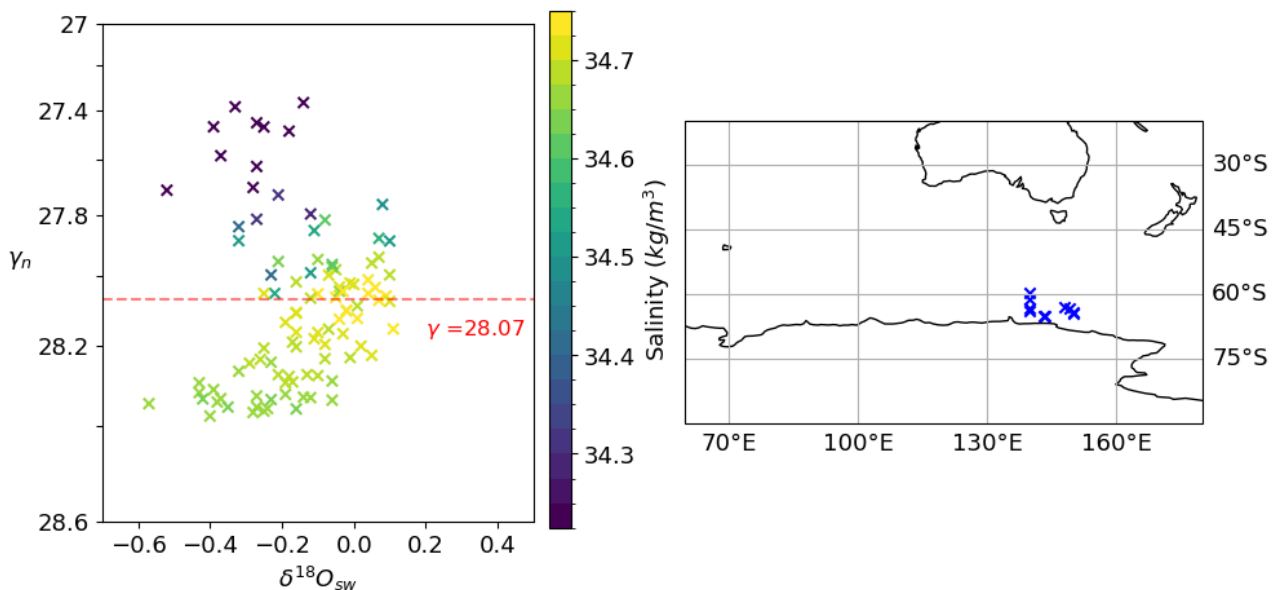 27
27.4
27.8
28.2
28.6
γₙ
−0.6
−0.4
−0.2
0.0
0.2
0.4
δ¹⁸Oₛw
γ =28.07
34.7
34.6
34.5
34.4
34.3
Salinity (kg/m³)
30°S
45°S
60°S
75°S
70°E
100°E
130°E
160°E